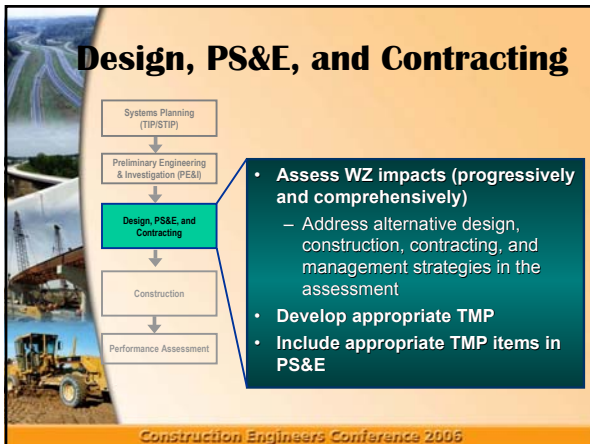 Design, PS&E, and Contracting
Systems Planning
(TIP/STIP)
Preliminary Engineering
& Investigation (PE&I)
Design, PS&E, and
Contracting
Construction
Performance Assessment
• Assess WZ impacts (progressively
and comprehensively)
– Address alternative design,
construction, contracting, and
management strategies in the
assessment
• Develop appropriate TMP
• Include appropriate TMP items in
PS&E
Construction Engineers Conference 2006